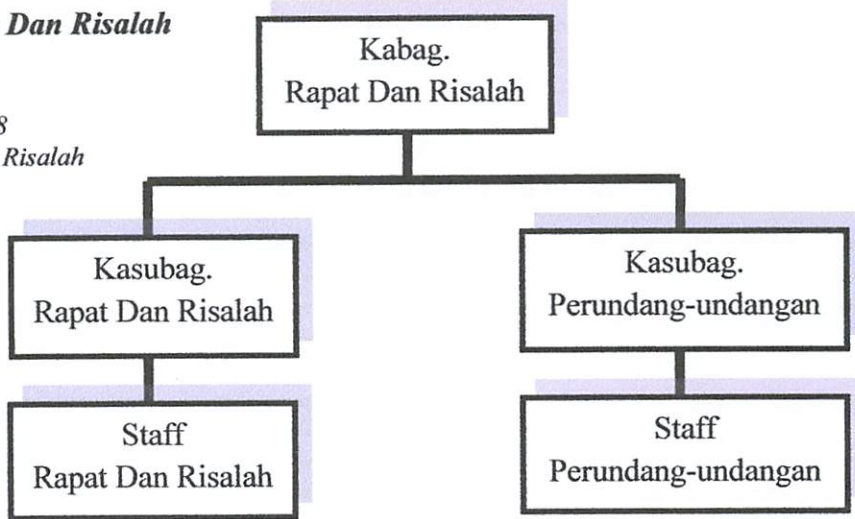 Dan Risalah
8
Risalah
Kabag.
Rapat Dan Risalah
Kasubag.
Rapat Dan Risalah
Kasubag.
Perundang-undangan
Staff
Rapat Dan Risalah
Staff
Perundang-undangan